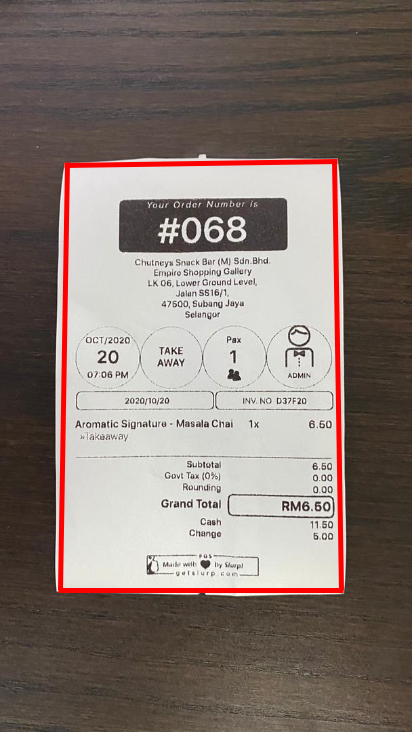 Your Order Number is
#068
Chutneys Snack Bar (M) Sdn.Bhd.
Empire Shopping Gallery
LK 06, Lower Ground Level,
Jalan SS16/1,
47500, Subang Jaya
Selangor
OCT/2020
20
07:06 PM
TAKE
AWAY
Pax
1
ADMIN
2020/10/20 INV. NO D37F20
Aromatic Signature - Masala Chai 1x 6.50
»Takeaway
Subtotal 6.50
Govt Tax (0%) 0.00
Rounding 0.00
Grand Total RM6.50
Cash 11.50
Change 5.00
POS
Made with by Slurp!
getslurp.com